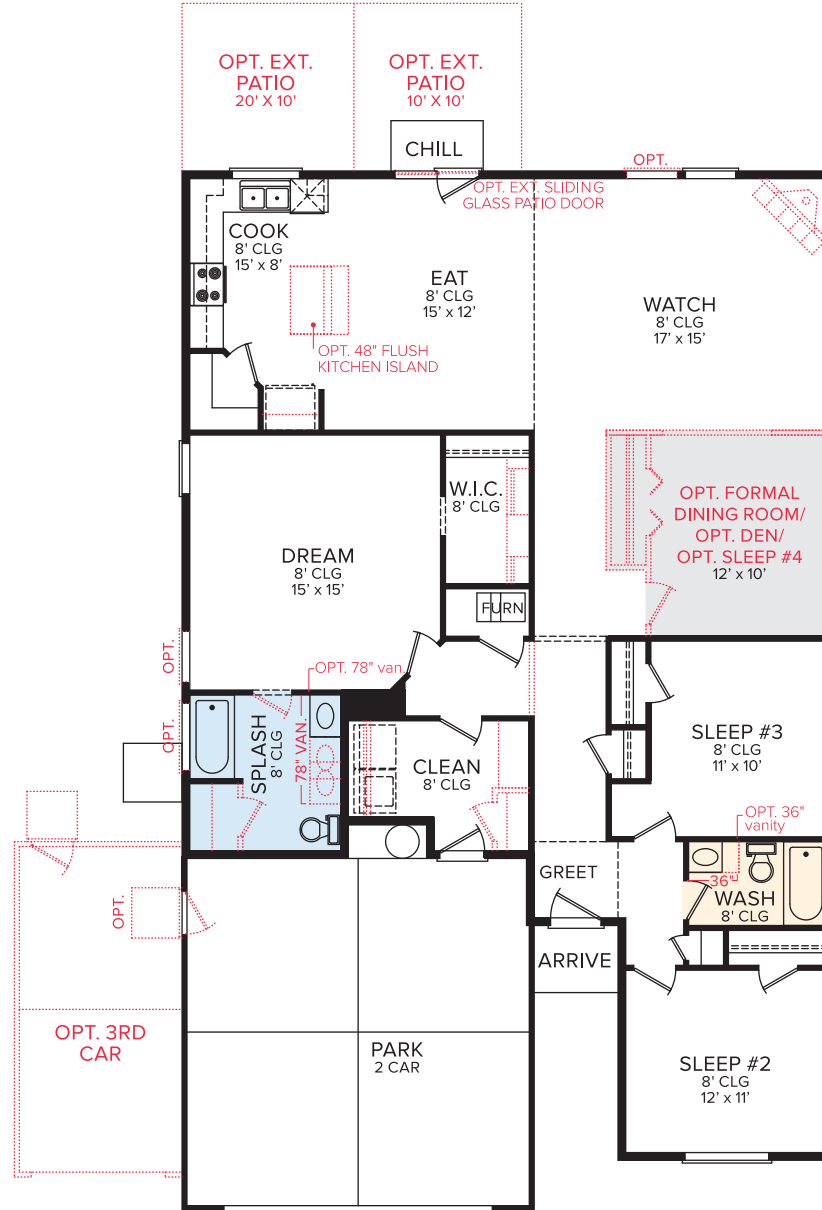 OPT. EXT.
PATIO
20' X 10'
OPT. EXT.
PATIO
10' X 10'
CHILL
OPT.
OPT. EXT. SLIDING
GLASS PATIO DOOR
COOK
8' CLG
15' x 8'
EAT
8' CLG
15' x 12'
WATCH
8' CLG
17' x 15'
OPT. 48" FLUSH
KITCHEN ISLAND
W.I.C.
8' CLG
OPT. FORMAL
DINING ROOM/
OPT. DEN/
OPT. SLEEP #4
12' x 10'
DREAM
8' CLG
15' x 15'
FURN
OPT.
OPT. 78" van.
OPT.
SPLASH
8' CLG
78" VAN.
CLEAN
8' CLG
SLEEP #3
8' CLG
11' x 10'
OPT. 36"
vanity
36"
WASH
8' CLG
GREET
OPT.
ARRIVE
OPT. 3RD
CAR
PARK
2 CAR
SLEEP #2
8' CLG
12' x 11'